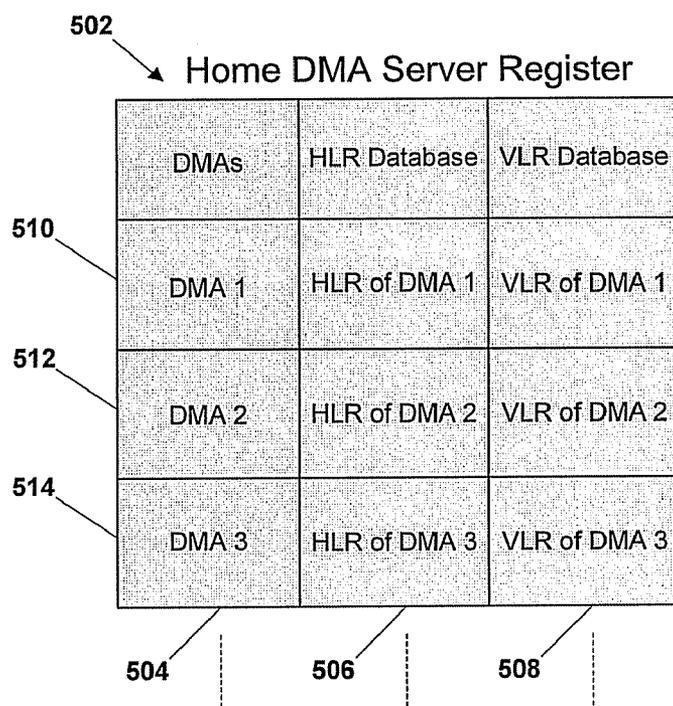 502
Home DMA Server Register
DMAs HLR Database VLR Database
510
DMA 1 HLR of DMA 1 VLR of DMA 1
512
DMA 2 HLR of DMA 2 VLR of DMA 2
514
DMA 3 HLR of DMA 3 VLR of DMA 3
504 506 508